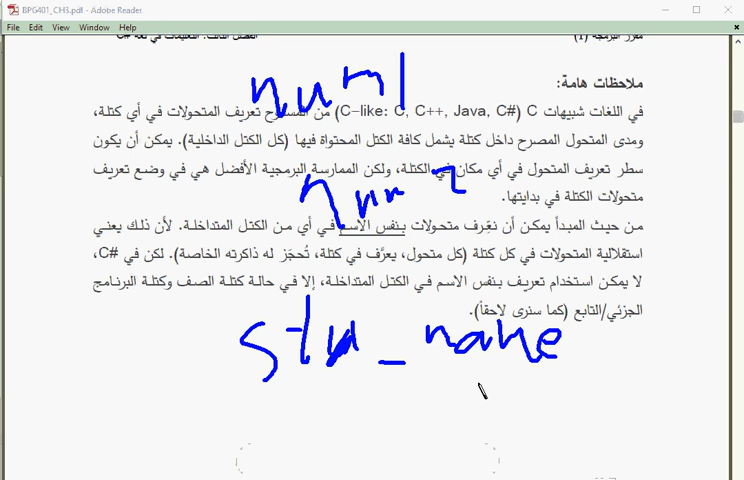 BPG401_CH3.pdf - Adobe Reader
File Edit View Window Help
مقرر البرمجة (1) الفصل الثالث: التعليمات في لغة C#
ملاحظات هامة:
num1
في اللغات شبيهات C (C-like: C, C++, Java, C#) من المسموح تعريف المتحولات في أي كتلة،
ومدى المتحول المصرح داخل كتلة يشمل كافة الكتل المحتواة فيها (كل الكتل الداخلية). يمكن أن يكون
سطر تعريف المتحول في أي مكان في الكتلة، ولكن الممارسة البرمجية الأفضل هي في وضع تعريف
num 2
متحولات الكتلة في بدايتها.
من حيث المبدأ يمكن أن نعِّرف متحولات بنفس الاسم في أي من الكتل المتداخلة. لأن ذلك يعني
استقلالية المتحولات في كل كتلة (كل متحول، يعرَّف في كتلة، تُحجَز له ذاكرته الخاصة). لكن في C#،
لا يمكن استخدام تعريف بنفس الاسم في الكتل المتداخلة، إلا في حالة كتلة الصف وكتلة البرنامج
الجزئي/التابع (كما سنرى لاحقاً).
stu_name